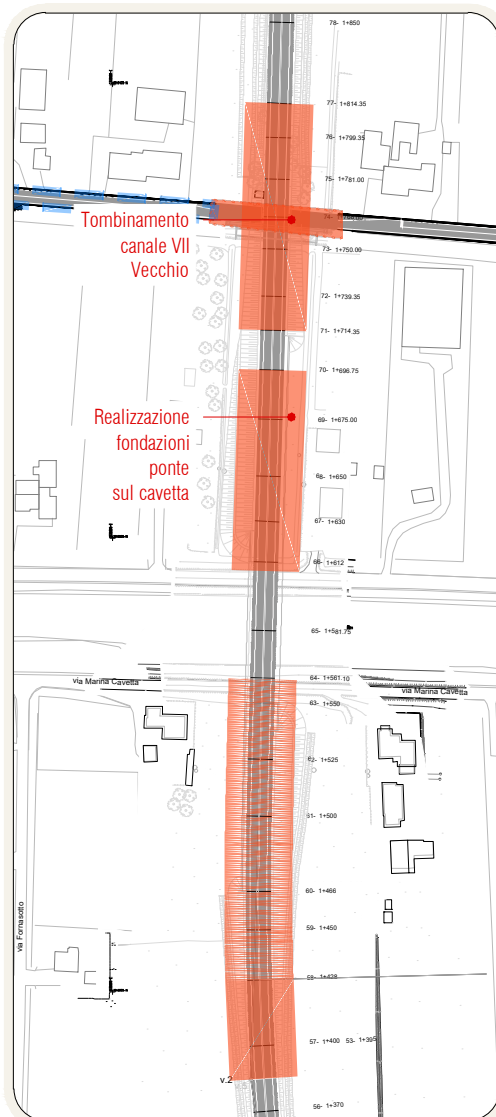 78- 1+850
77- 1+814.35
76- 1+799.35
75- 1+781.00
Tombinamento
canale VII
Vecchio
73- 1+750.00
72- 1+739.35
71- 1+714.35
70- 1+696.75
Realizzazione
fondazioni
ponte
sul cavetta
69- 1+675.00
68- 1+650
67- 1+630
66- 1+612
65- 1+581.75
64- 1+561.10
via Marina Cavetta
via Marina Cavetta
63- 1+550
62- 1+525
61- 1+500
60- 1+466
59- 1+450
via Fornasotto
58- 1+428
57- 1+400
53- 1+395
v.2
56- 1+370